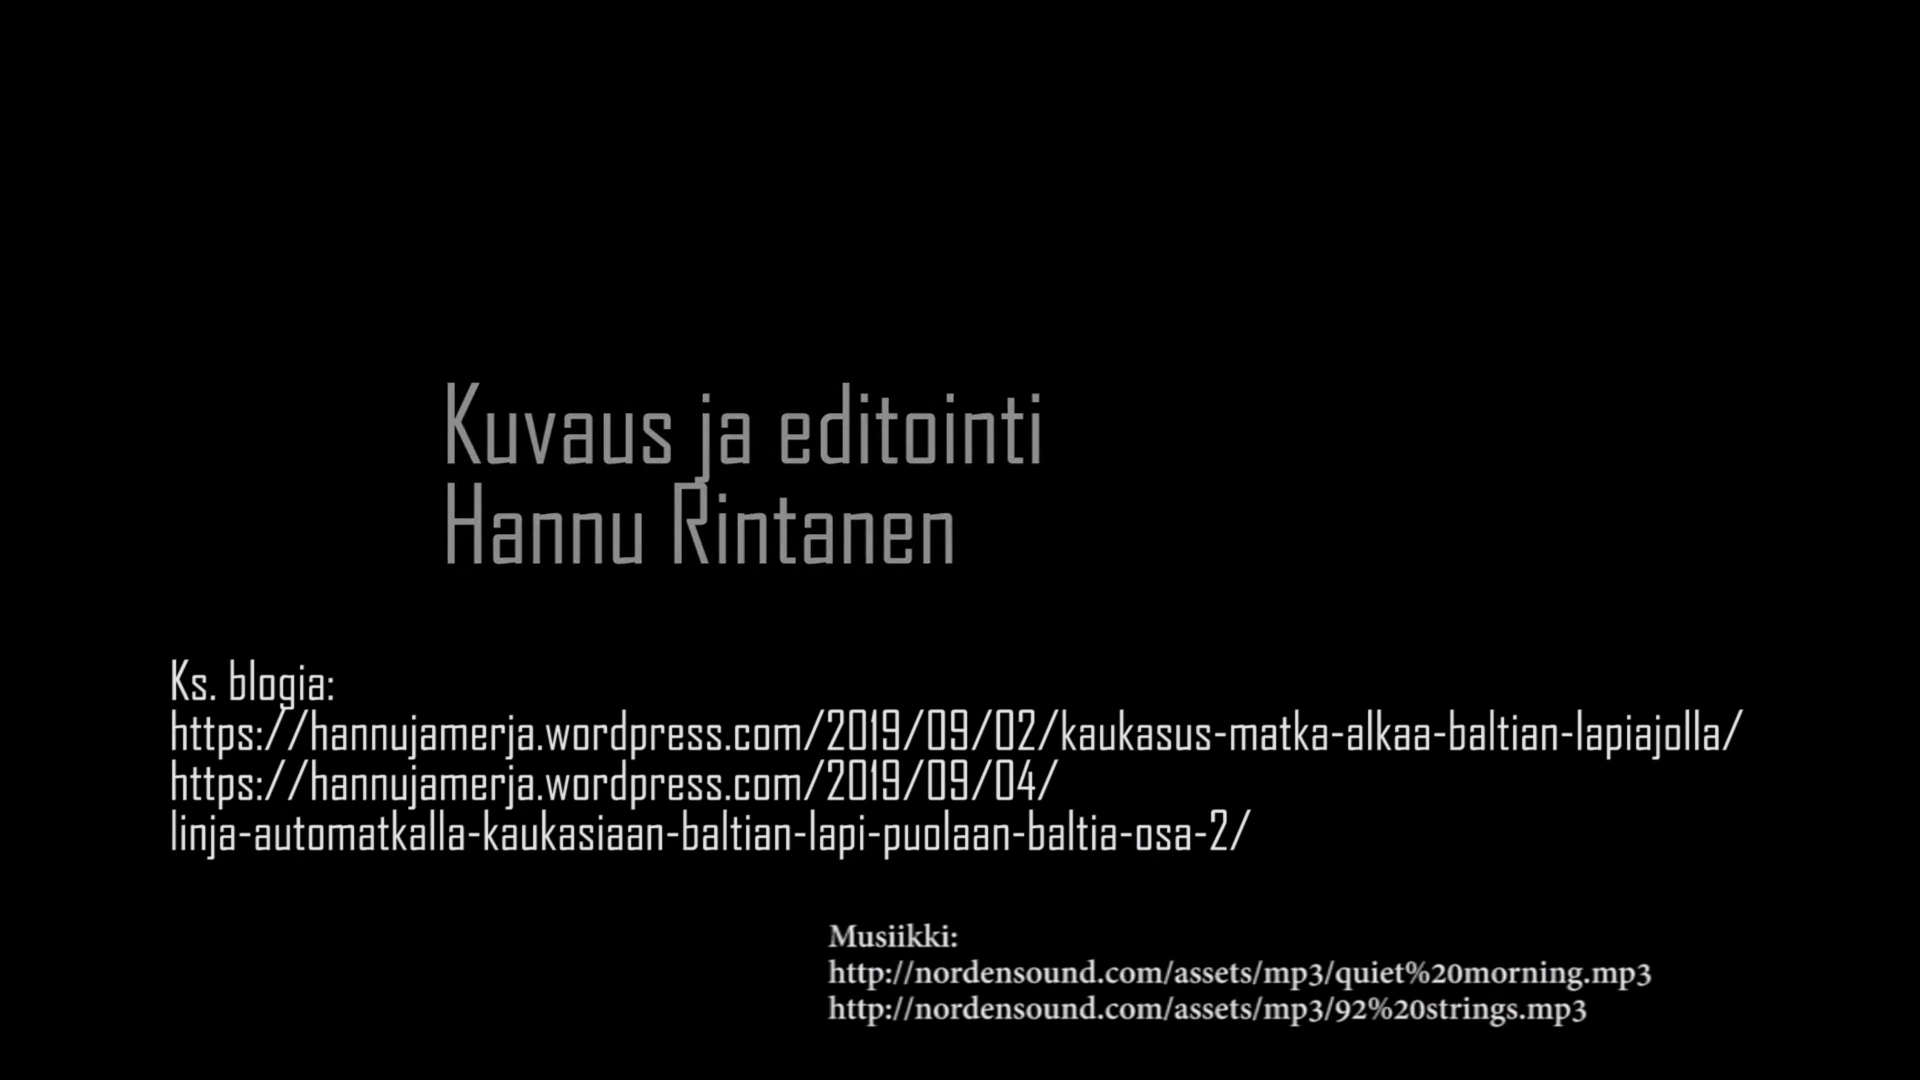 Kuvaus ja editointi
Hannu Rintanen
Ks. blogia:
https://hannujamerja.wordpress.com/2019/09/02/kaukasus-matka-alkaa-baltian-lapiajolla/
https://hannujamerja.wordpress.com/2019/09/04/
linja-automatkalla-kaukasiaan-baltian-lapi-puolaan-baltia-osa-2/
Musiikki:
http://nordensound.com/assets/mp3/quiet%20morning.mp3
http://nordensound.com/assets/mp3/92%20strings.mp3